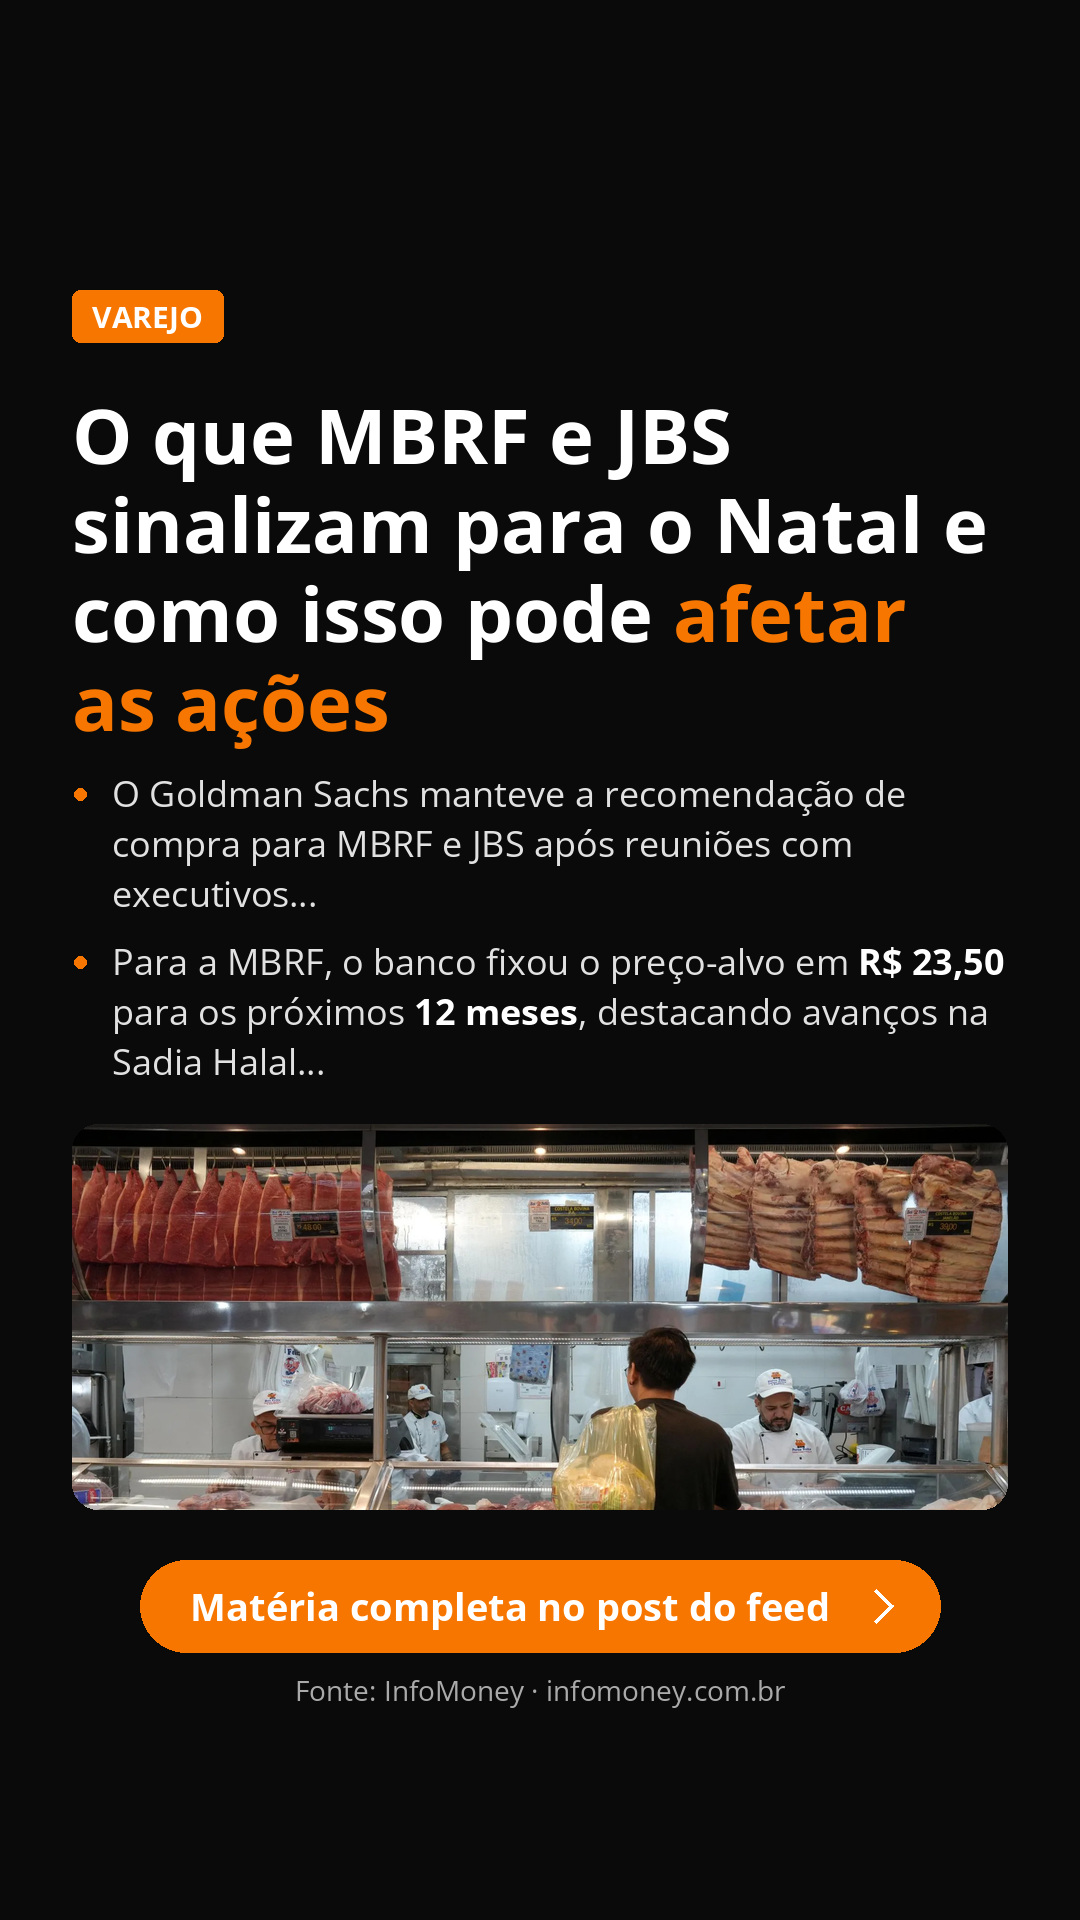 VAREJO
O que MBRF e JBS
sinalizam para o Natal e
como isso pode afetar
as ações
• O Goldman Sachs manteve a recomendação de
compra para MBRF e JBS após reuniões com
executivos...
• Para a MBRF, o banco fixou o preço-alvo em R$ 23,50
para os próximos 12 meses, destacando avanços na
Sadia Halal...
Matéria completa no post do feed
Fonte: InfoMoney · infomoney.com.br